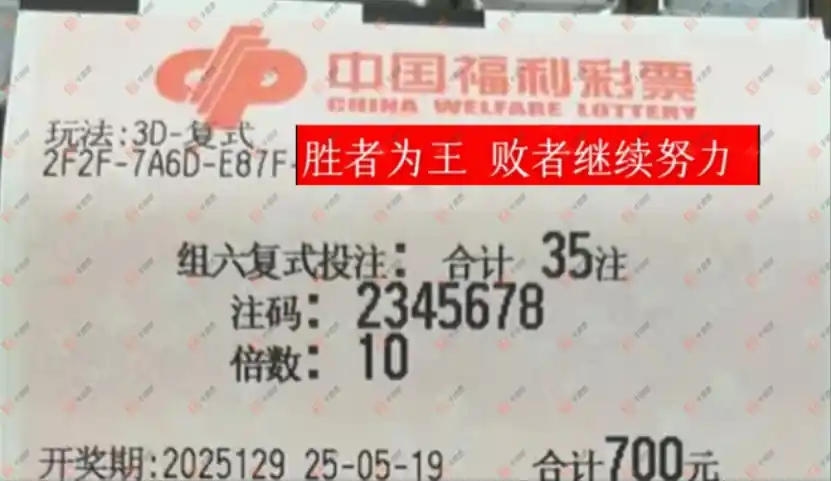 中国福利彩票
CHINA WELFARE LOTTERY
玩法:3D-复式
2F2F-7A6D-E87F-
胜者为王 败者继续努力
组六复式投注: 合计 35注
注码: 2345678
倍数: 10
开奖期:2025129 25-05-19 合计700元